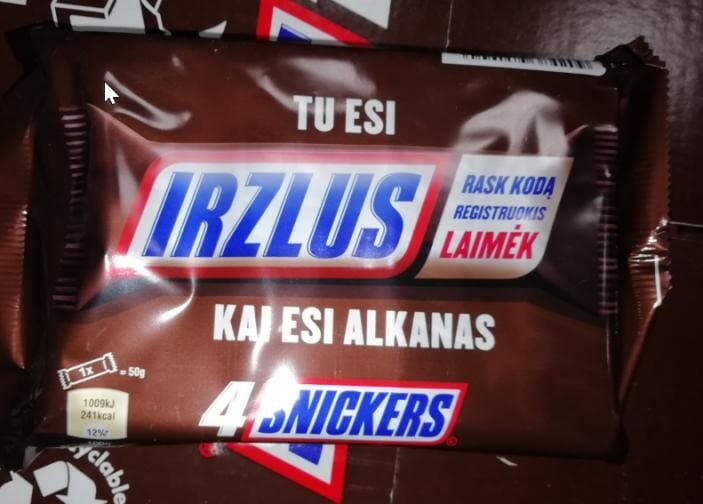 TU ESI
IRZLUS
RASK KODĄ
REGISTRUOKIS
LAIMĖK
KAI ESI ALKANAS
1x = 50g
4 SNICKERS
1009kJ
241kcal
12%*